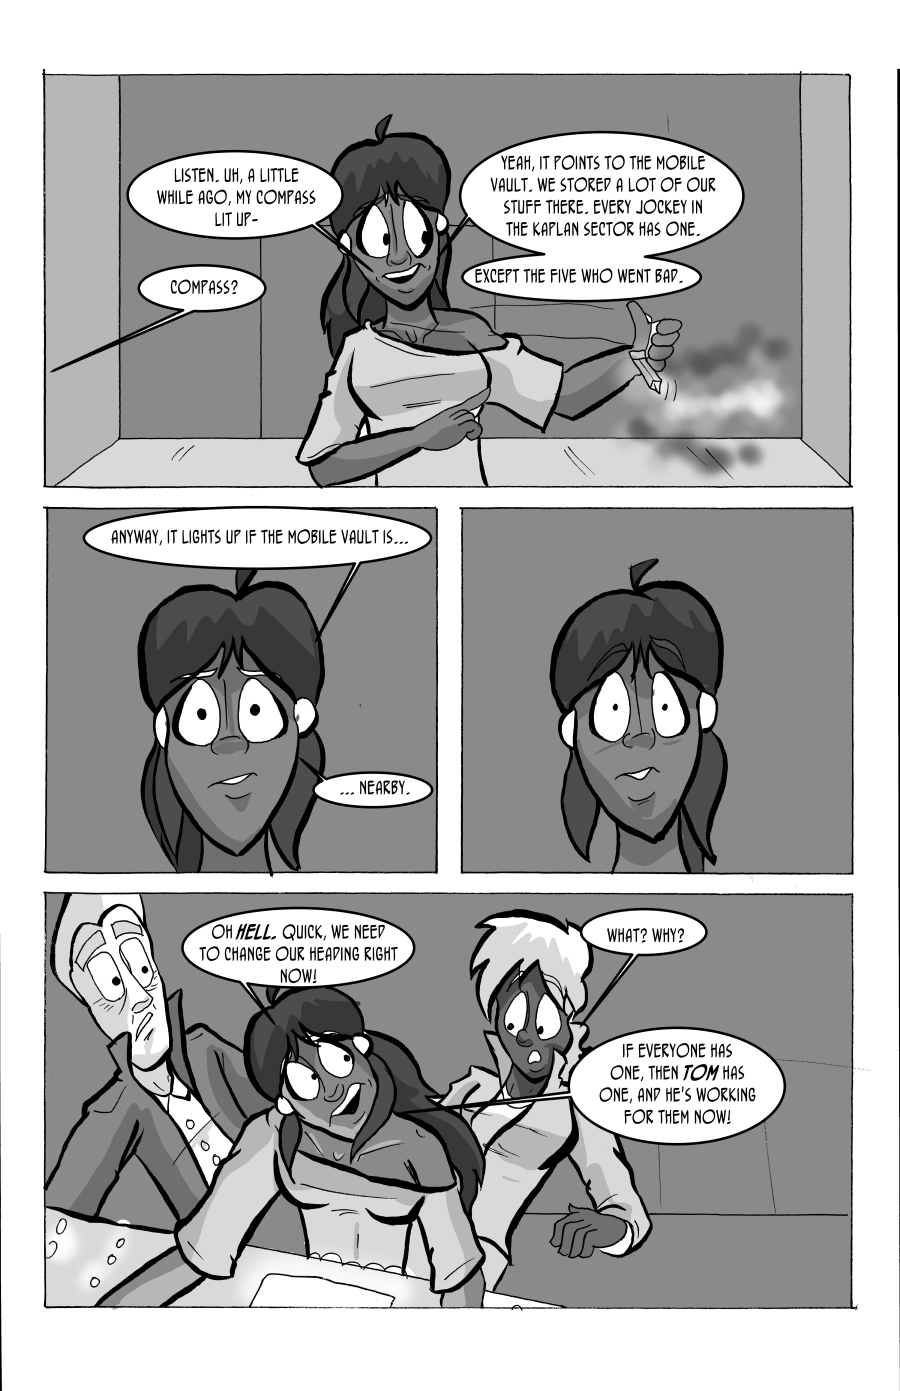 LISTEN. UH, A LITTLE
WHILE AGO, MY COMPASS
LIT UP-
COMPASS?
YEAH, IT POINTS TO THE MOBILE
VAULT. WE STORED A LOT OF OUR
STUFF THERE. EVERY JOCKEY IN
THE KAPLAN SECTOR HAS ONE.
EXCEPT THE FIVE WHO WENT BAD.
ANYWAY, IT LIGHTS UP IF THE MOBILE VAULT IS...
... NEARBY.
OH HELL. QUICK, WE NEED
TO CHANGE OUR HEADING RIGHT
NOW!
WHAT? WHY?
IF EVERYONE HAS
ONE, THEN TOM HAS
ONE, AND HE'S WORKING
FOR THEM NOW!